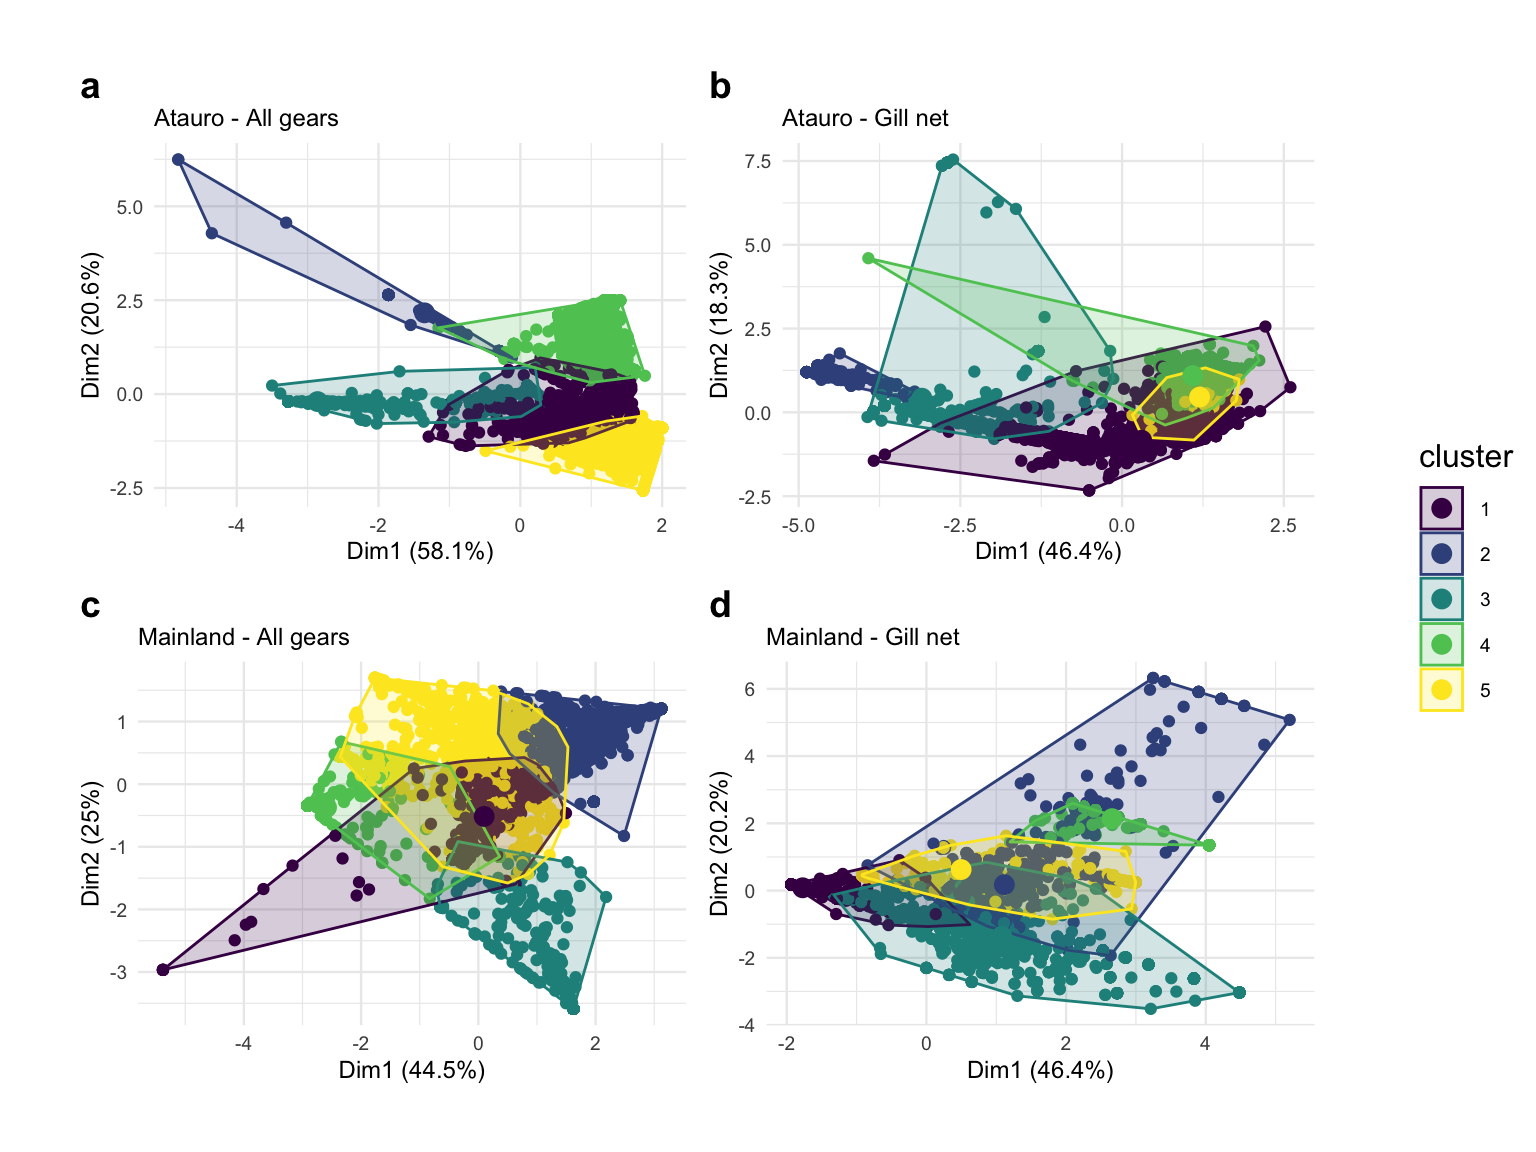 a
Atauro - All gears
Dim2 (20.6%)
5.0
2.5
0.0
-2.5
-4
-2
0
2
Dim1 (58.1%)
b
Atauro - Gill net
Dim2 (18.3%)
7.5
5.0
2.5
0.0
-2.5
-5.0
-2.5
0.0
2.5
Dim1 (46.4%)
c
Mainland - All gears
Dim2 (25%)
1
0
-1
-2
-3
-4
-2
0
2
Dim1 (44.5%)
d
Mainland - Gill net
Dim2 (20.2%)
6
4
2
0
-2
-4
-2
0
2
4
Dim1 (46.4%)
cluster
1
2
3
4
5